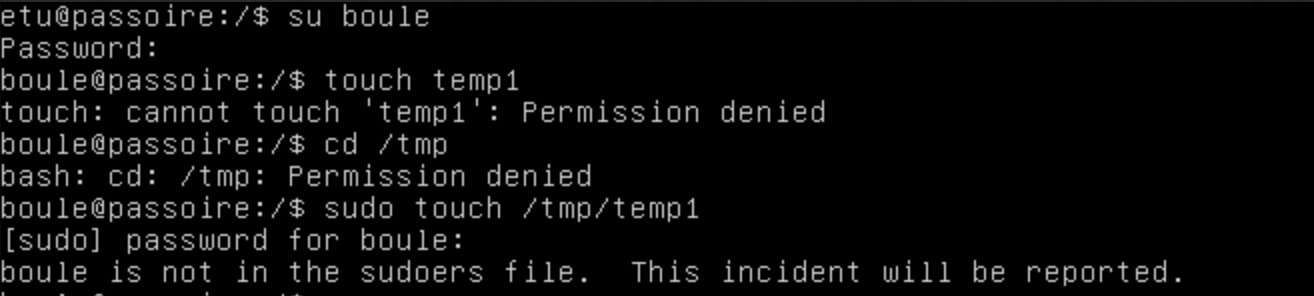 etu@passoire:/$ su boule
Password:
boule@passoire:/$ touch temp1
touch: cannot touch 'temp1': Permission denied
boule@passoire:/$ cd /tmp
bash: cd: /tmp: Permission denied
boule@passoire:/$ sudo touch /tmp/temp1
[sudo] password for boule:
boule is not in the sudoers file.  This incident will be reported.